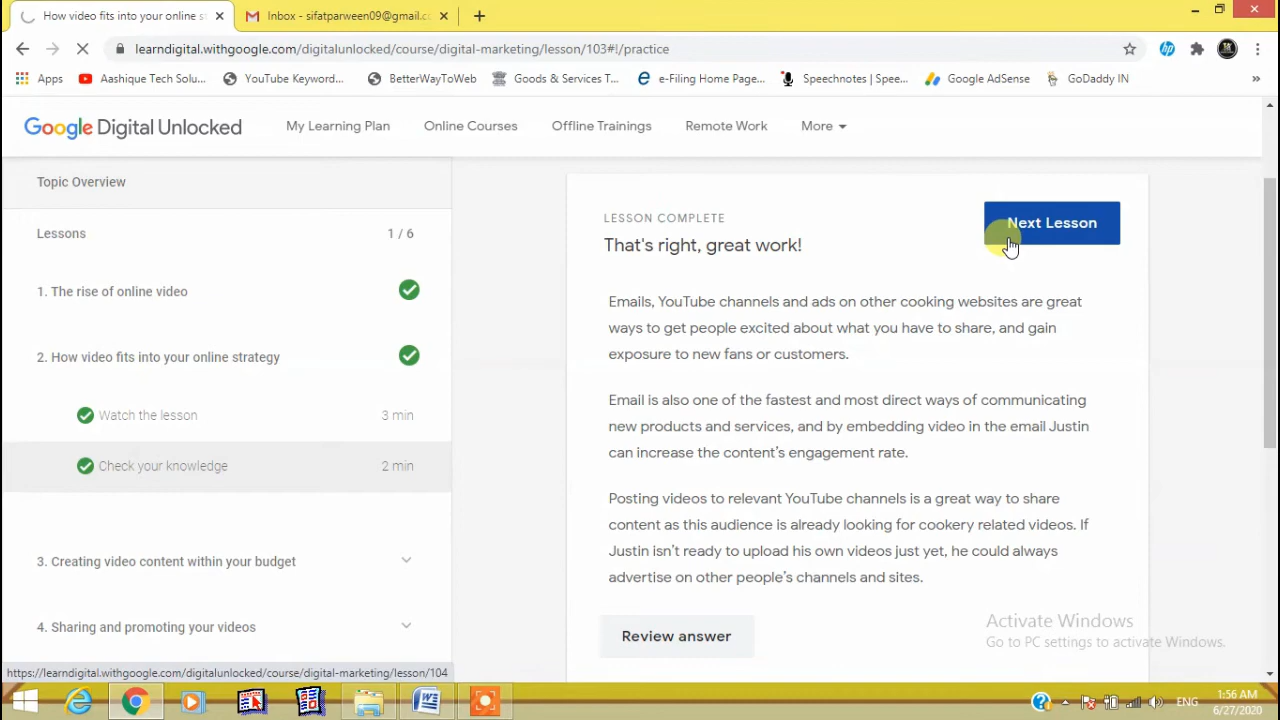 How video fits into your online s
Inbox - sifatparween09@gmail.c
learndigital.withgoogle.com/digitalunlocked/course/digital-marketing/lesson/103#!/practice
Apps
Aashique Tech Solu...
YouTube Keyword...
BetterWayToWeb
Goods & Services T...
e-Filing Home Page...
Speechnotes | Spee...
Google AdSense
GoDaddy IN
»
Google Digital Unlocked
My Learning Plan
Online Courses
Offline Trainings
Remote Work
More
Topic Overview
Lessons 1 / 6
1. The rise of online video
2. How video fits into your online strategy
Watch the lesson 3 min
Check your knowledge 2 min
3. Creating video content within your budget
4. Sharing and promoting your videos
LESSON COMPLETE
That's right, great work!
Next Lesson
Emails, YouTube channels and ads on other cooking websites are great
ways to get people excited about what you have to share, and gain
exposure to new fans or customers.
Email is also one of the fastest and most direct ways of communicating
new products and services, and by embedding video in the email Justin
can increase the content's engagement rate.
Posting videos to relevant YouTube channels is a great way to share
content as this audience is already looking for cookery related videos. If
Justin isn't ready to upload his own videos just yet, he could always
advertise on other people's channels and sites.
Review answer
Activate Windows
Go to PC settings to activate Windows.
https://learndigital.withgoogle.com/digitalunlocked/course/digital-marketing/lesson/104
ENG
1:56 AM
6/27/2020